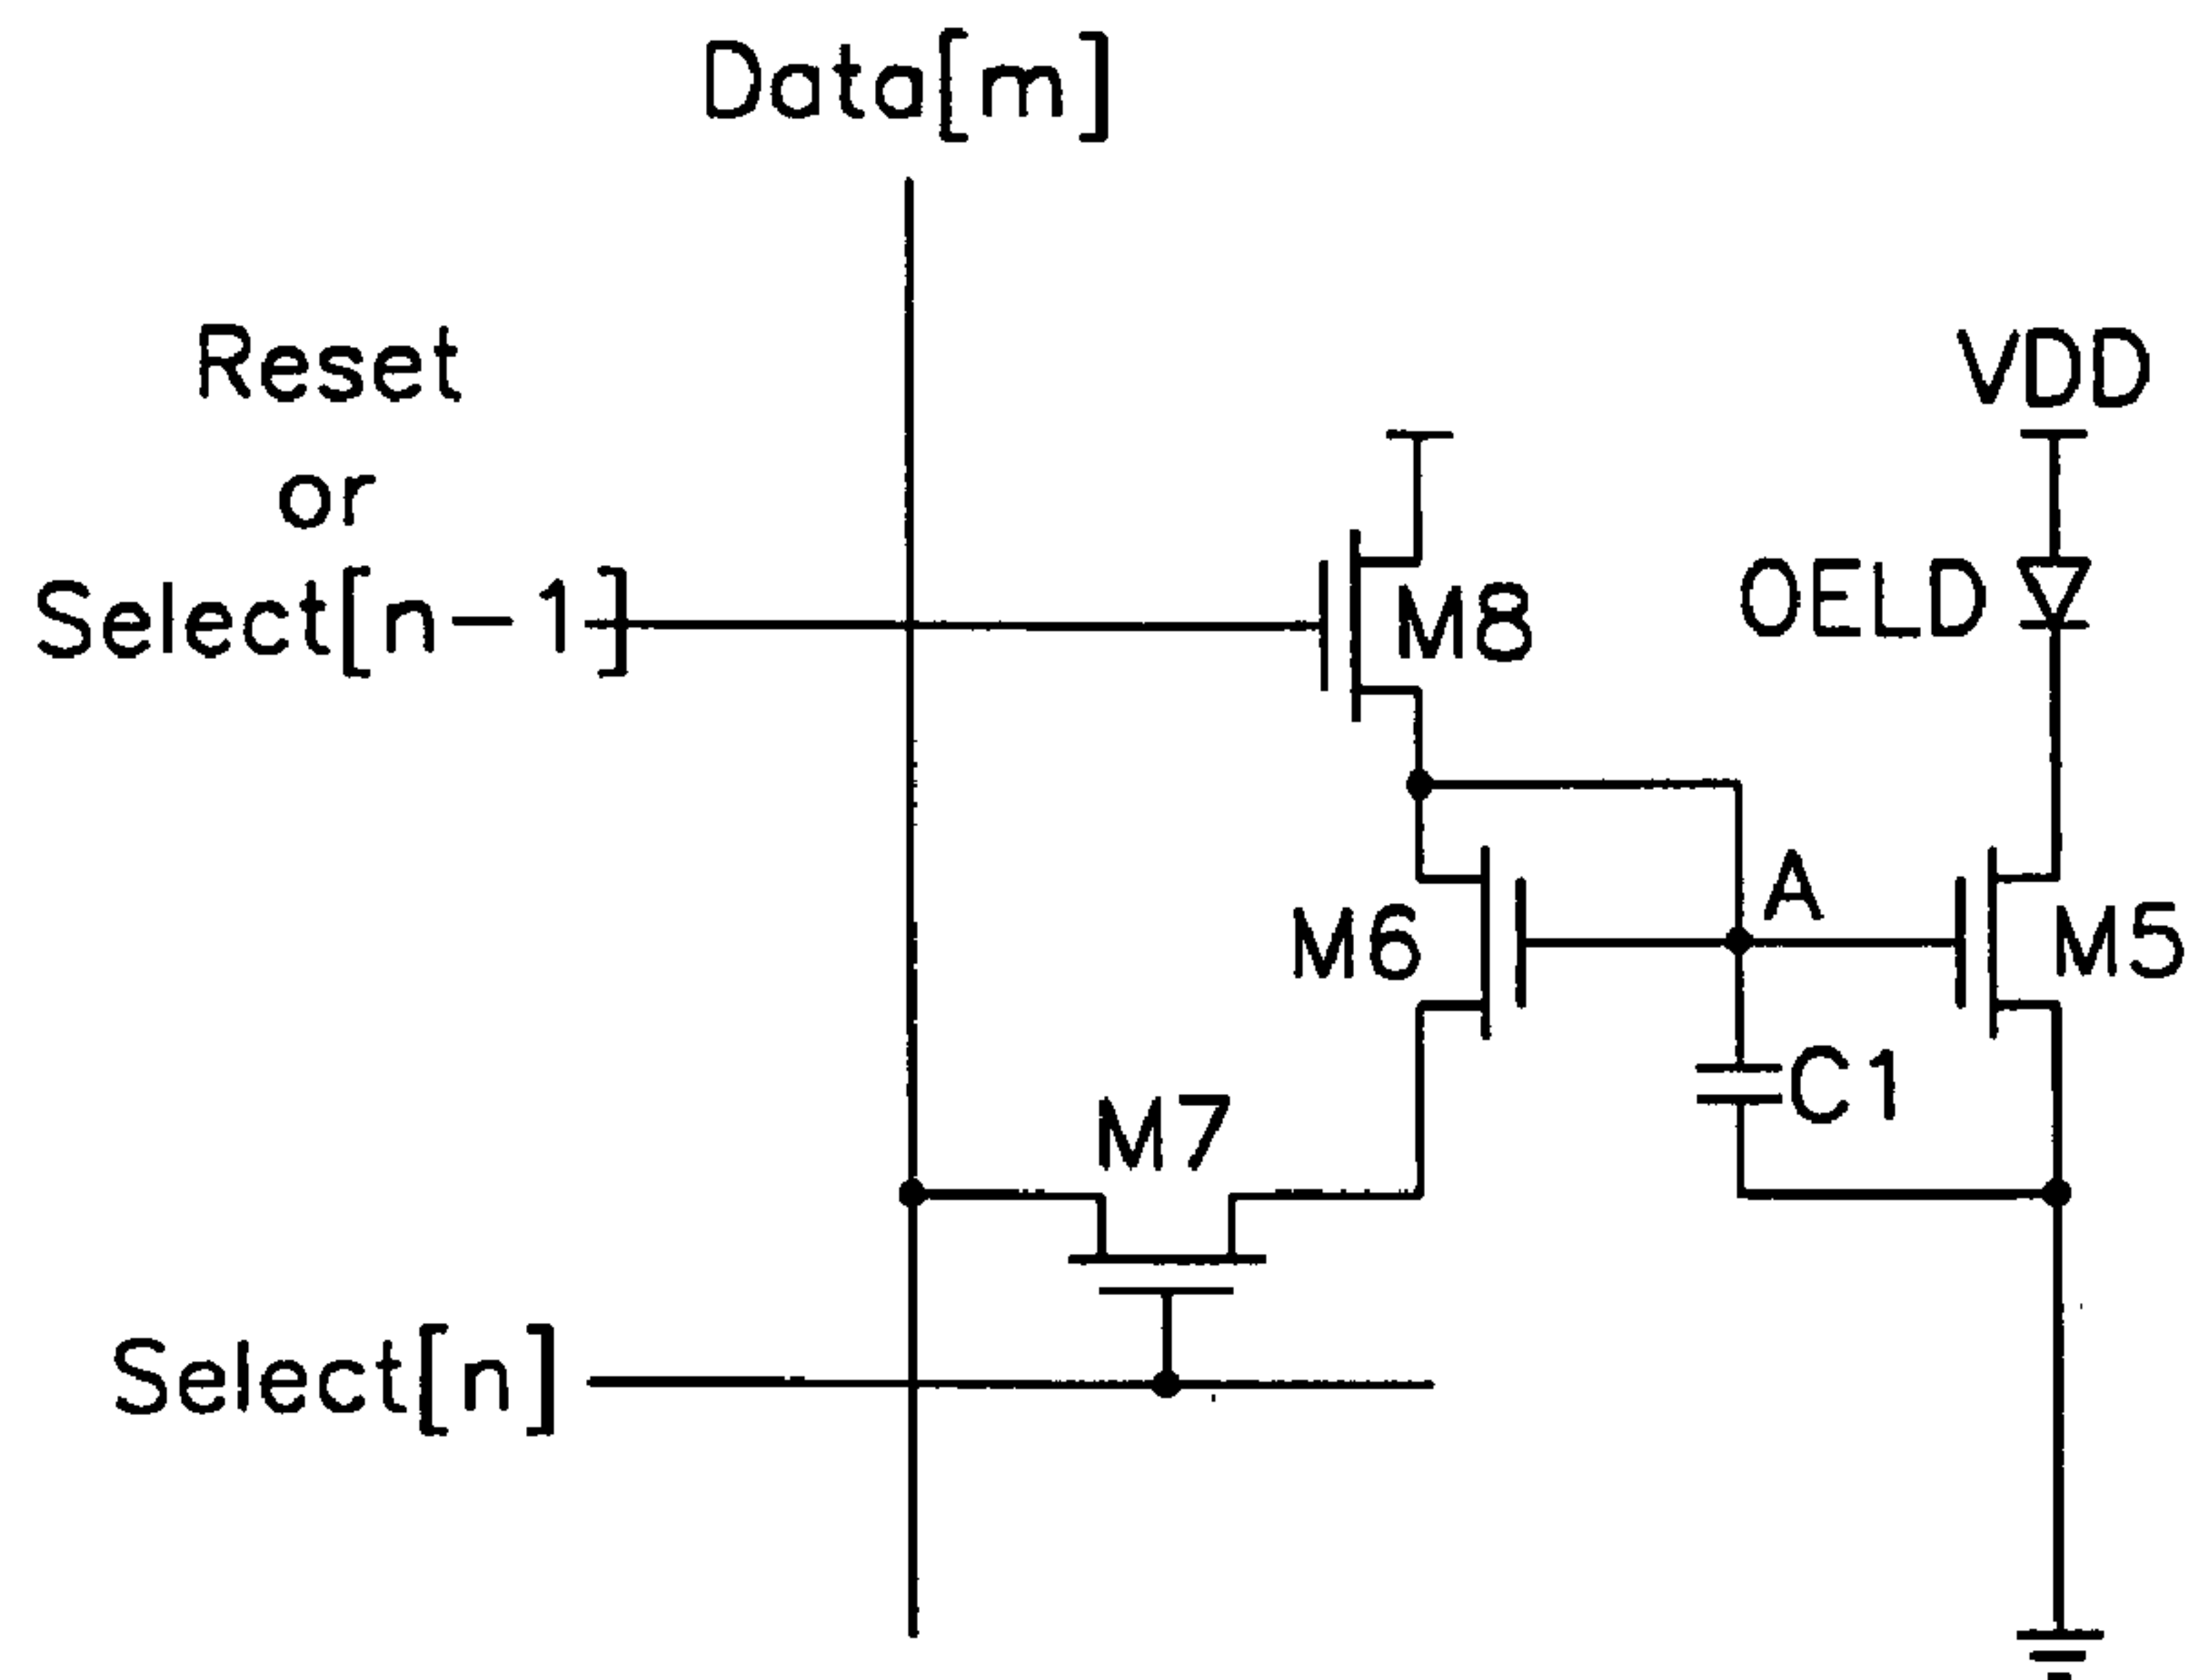 Data[m]
Reset
or
Select[n-1]
VDD
M8
OELD
A
M6
M5
C1
M7
Select[n]